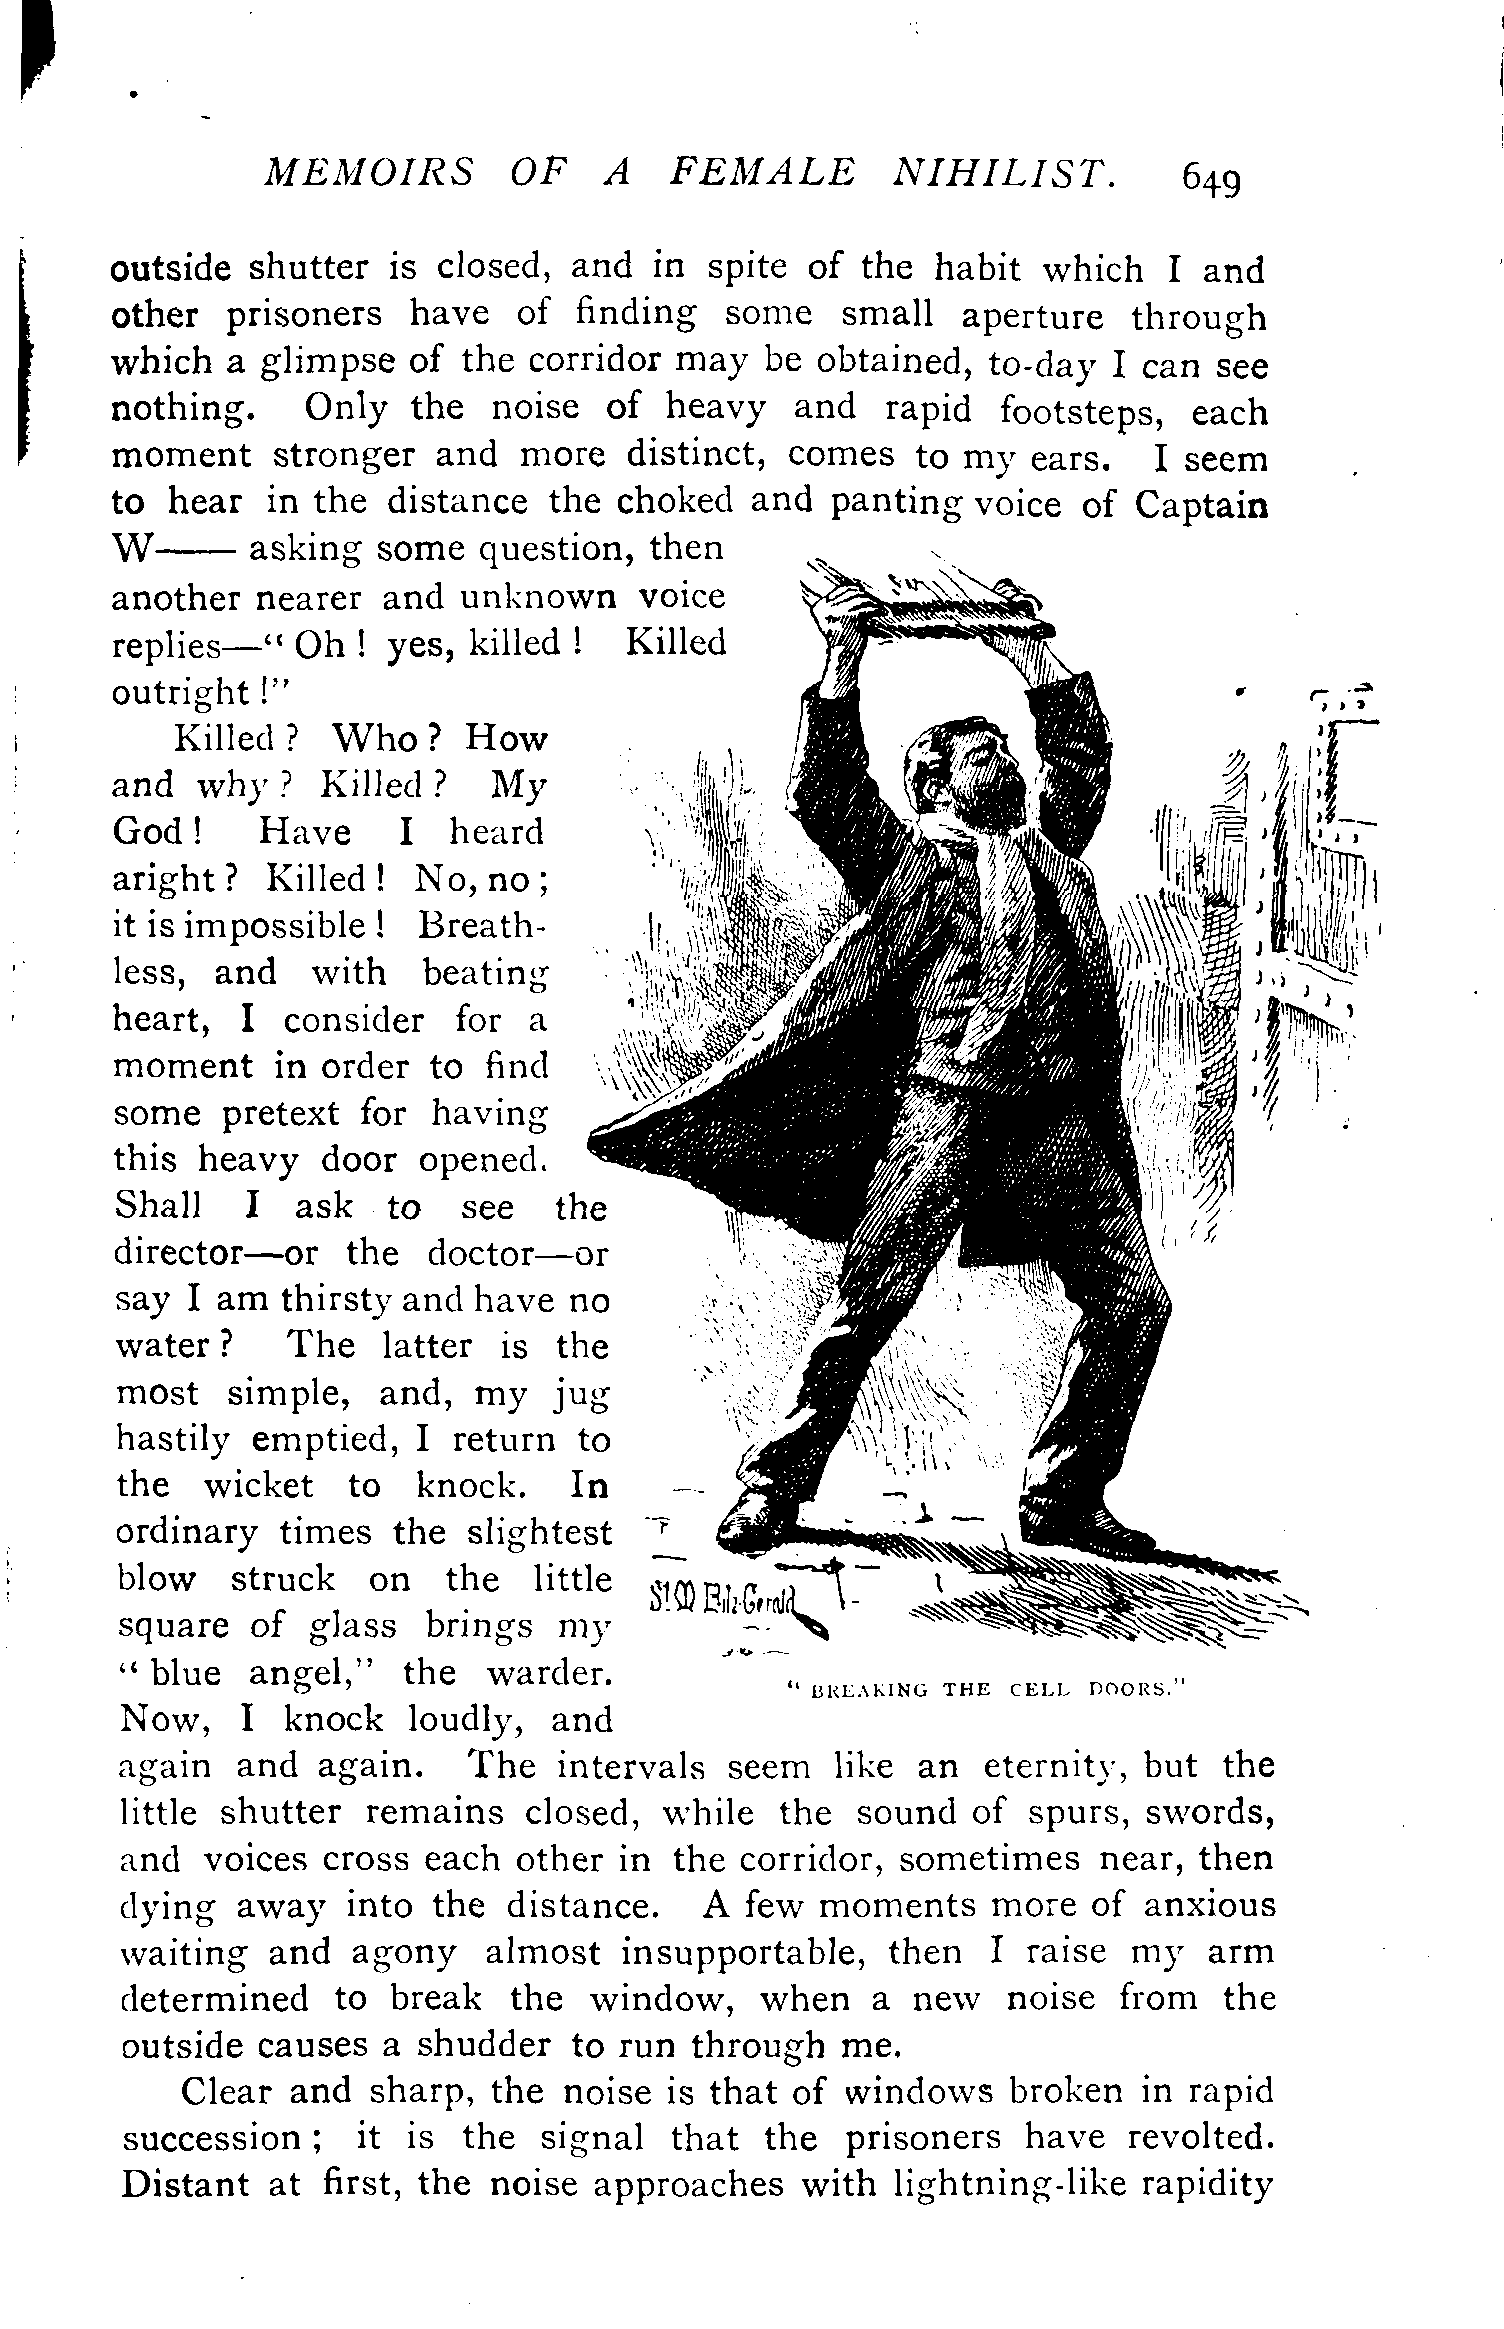 MEMOIRS OF A FEMALE NIHILIST. 649
outside shutter is closed, and in spite of the habit which I and
other prisoners have of finding some small aperture through
which a glimpse of the corridor may be obtained, to-day I can see
nothing. Only the noise of heavy and rapid footsteps, each
moment stronger and more distinct, comes to my ears. I seem
to hear in the distance the choked and panting voice of Captain
W—— asking some question, then
another nearer and unknown voice
replies—“ Oh ! yes, killed ! Killed
outright !”
Killed ? Who ? How
and why ? Killed ? My
God ! Have I heard
aright ? Killed ! No, no ;
it is impossible ! Breath-
less, and with beating
heart, I consider for a
moment in order to find
some pretext for having
this heavy door opened.
Shall I ask to see the
director—or the doctor—or
say I am thirsty and have no
water ? The latter is the
most simple, and, my jug
hastily emptied, I return to
the wicket to knock. In
ordinary times the slightest
blow struck on the little
square of glass brings my
“ blue angel,” the warder.
Now, I knock loudly, and
St. M Fitz-Gerald
“ BREAKING THE CELL DOORS.”
again and again. The intervals seem like an eternity, but the
little shutter remains closed, while the sound of spurs, swords,
and voices cross each other in the corridor, sometimes near, then
dying away into the distance. A few moments more of anxious
waiting and agony almost insupportable, then I raise my arm
determined to break the window, when a new noise from the
outside causes a shudder to run through me.
Clear and sharp, the noise is that of windows broken in rapid
succession ; it is the signal that the prisoners have revolted.
Distant at first, the noise approaches with lightning-like rapidity